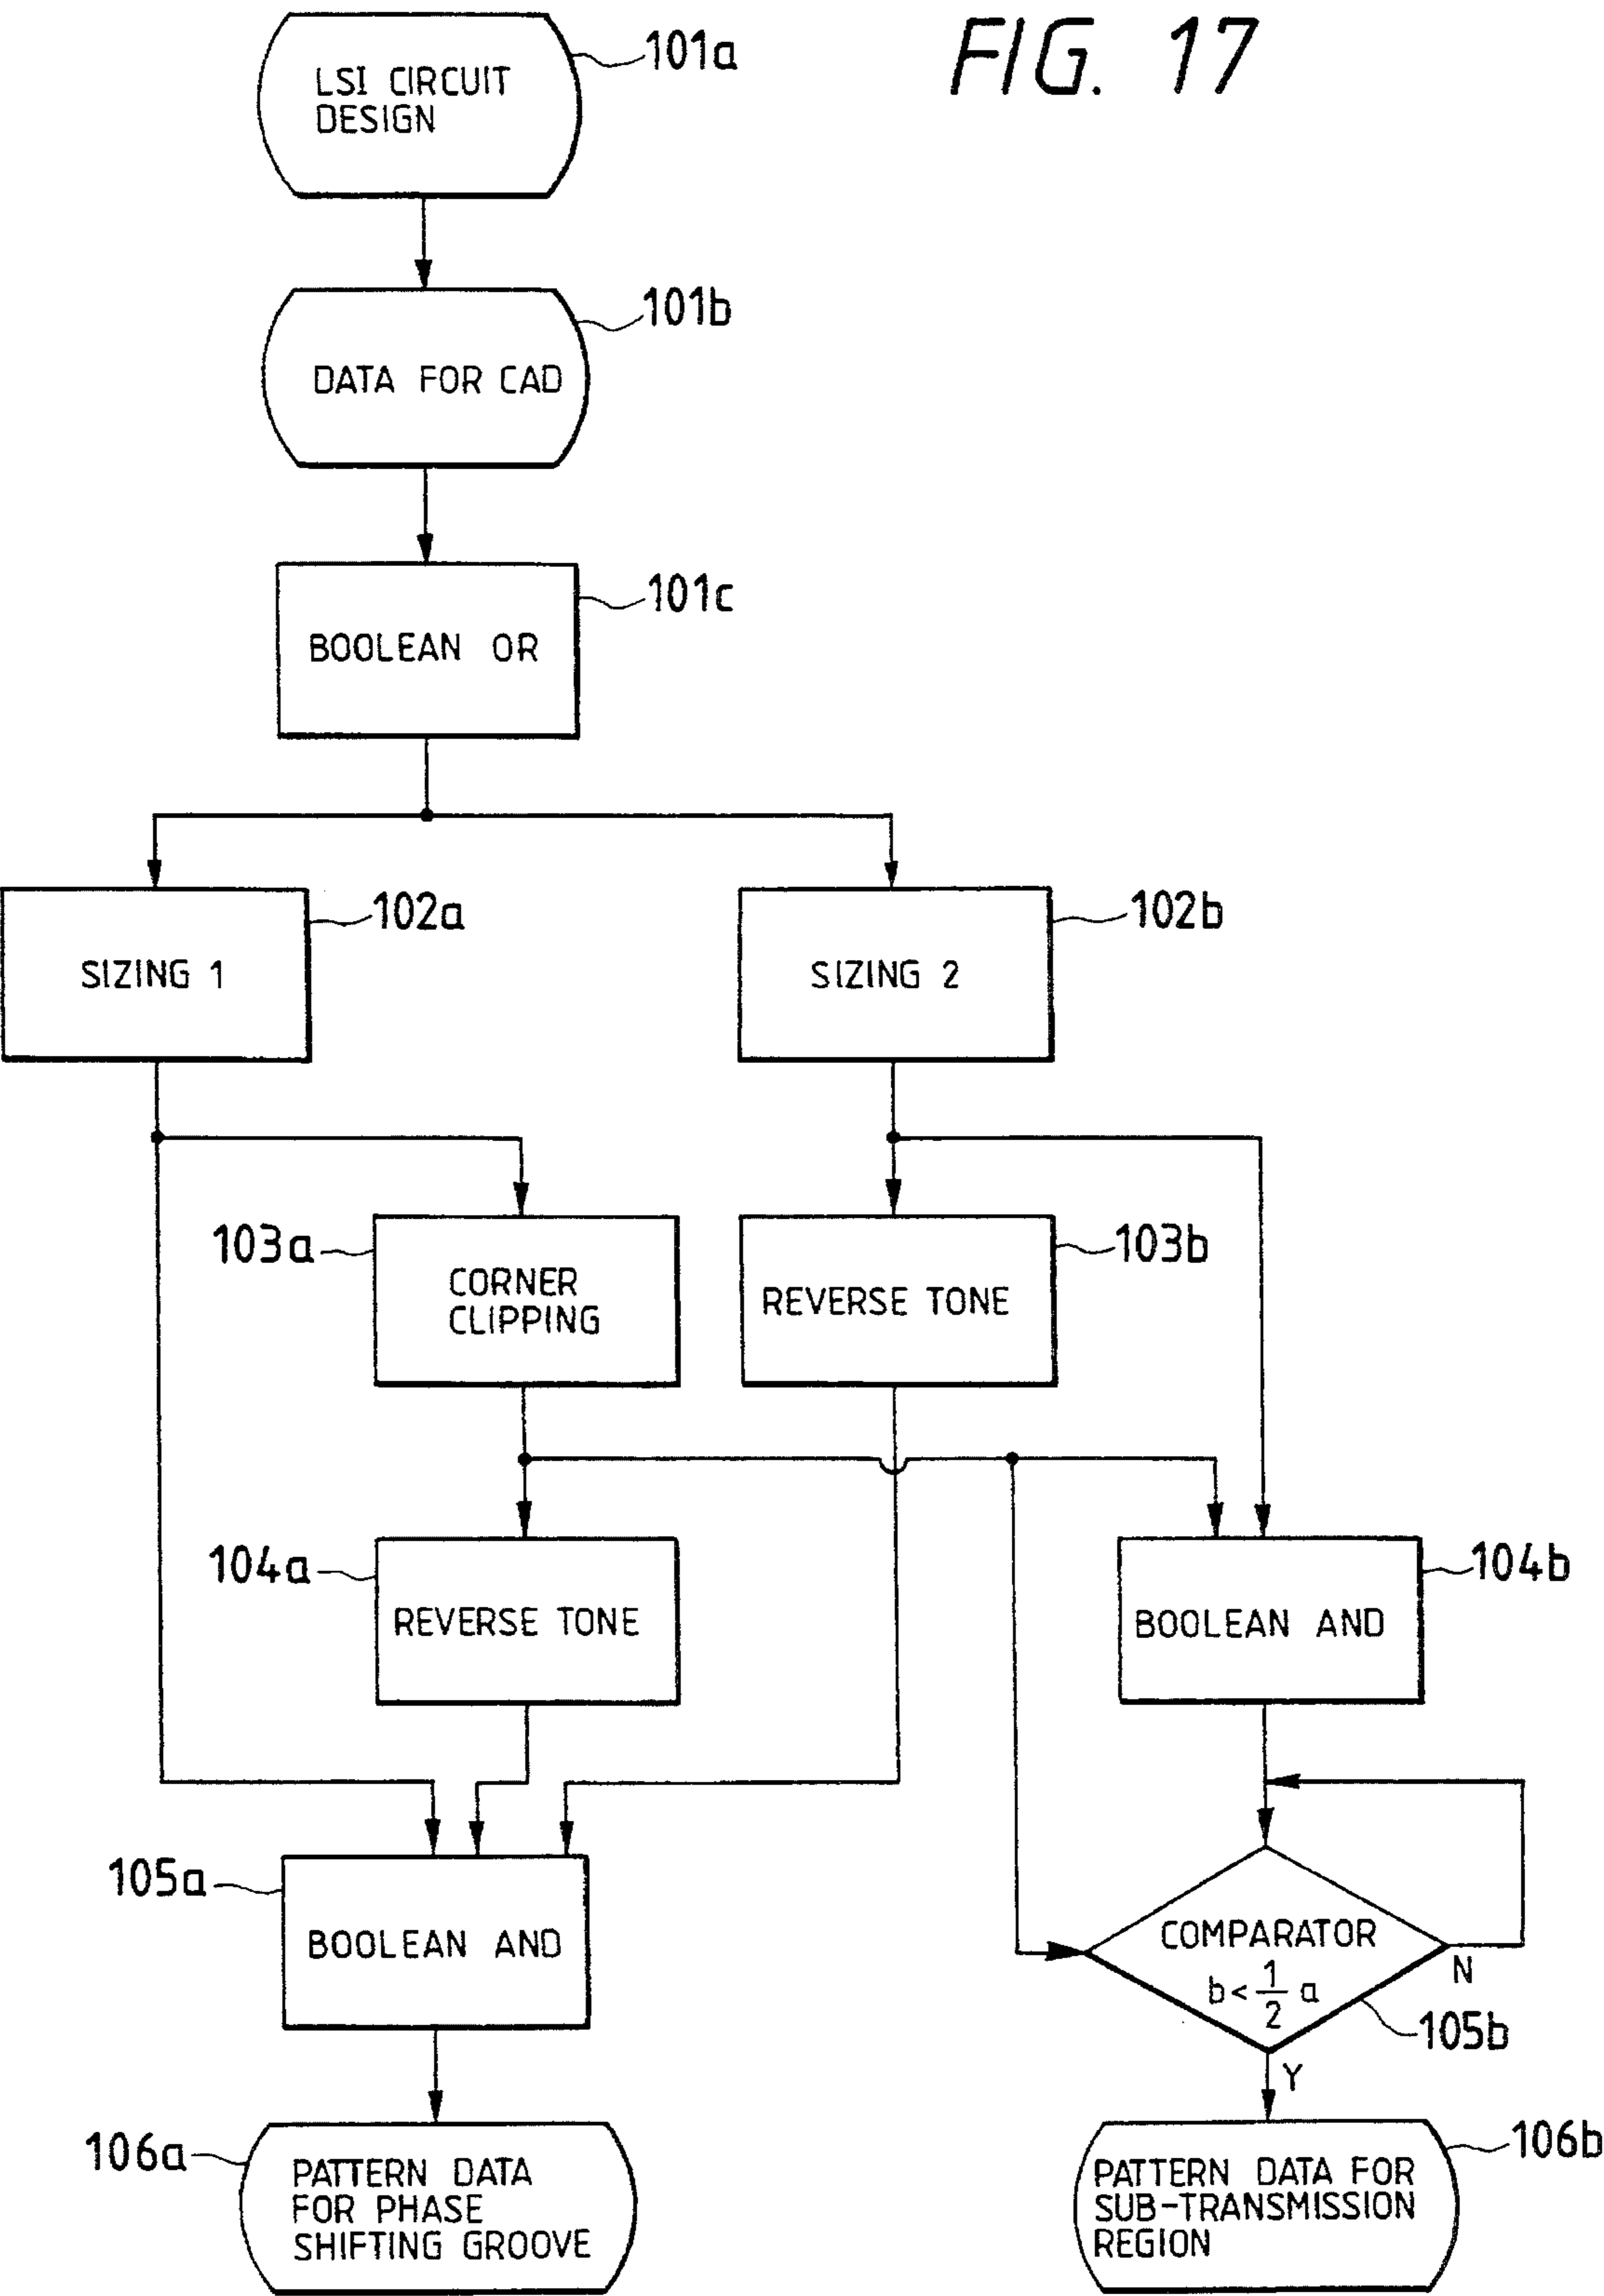 FIG. 17
101a
LSI CIRCUIT
DESIGN
101b
DATA FOR CAD
101c
BOOLEAN OR
102a
102b
SIZING 1
SIZING 2
103a
103b
CORNER
CLIPPING
REVERSE TONE
104a
104b
REVERSE TONE
BOOLEAN AND
105a
BOOLEAN AND
COMPARATOR
b < 1/2 a
N
105b
Y
106a
106b
PATTERN DATA
FOR PHASE
SHIFTING GROOVE
PATTERN DATA FOR
SUB-TRANSMISSION
REGION